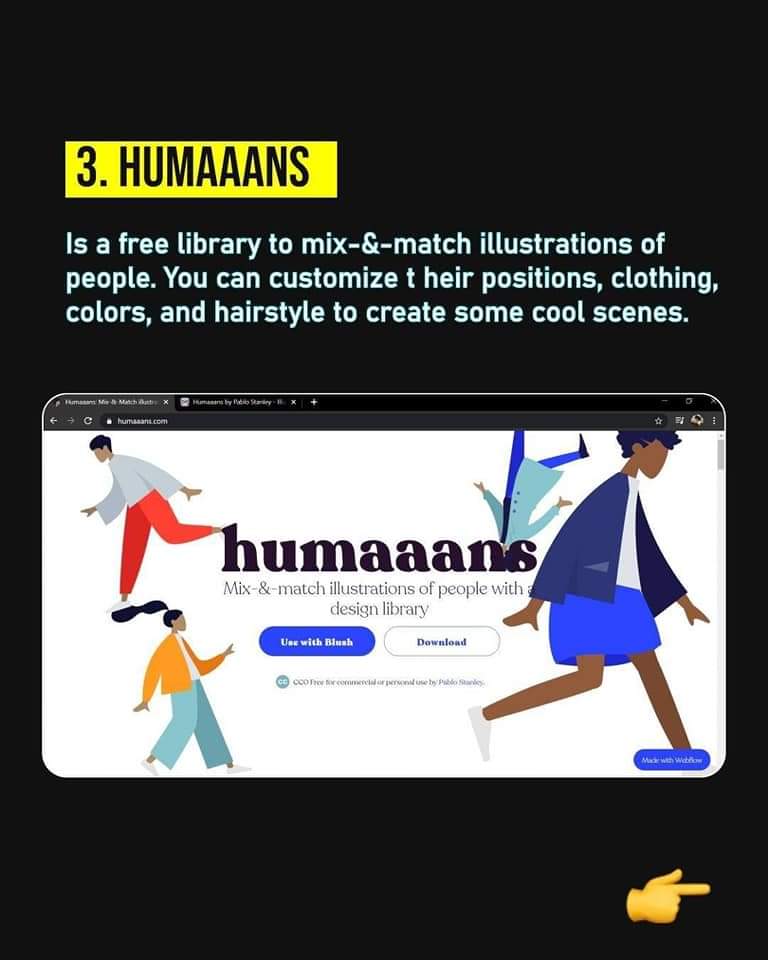 3. HUMAAANS
Is a free library to mix-&-match illustrations of
people. You can customize t heir positions, clothing,
colors, and hairstyle to create some cool scenes.
Humaaans: Mix-& Match illustr
Humaaans by Pablo Stanley - Bl
humaaans.com
humaaans
Mix-&-match illustrations of people with a
design library
Use with Blush
Download
CC
CC0 Free for commercial or personal use by Pablo Stanley.
Made with Webflow